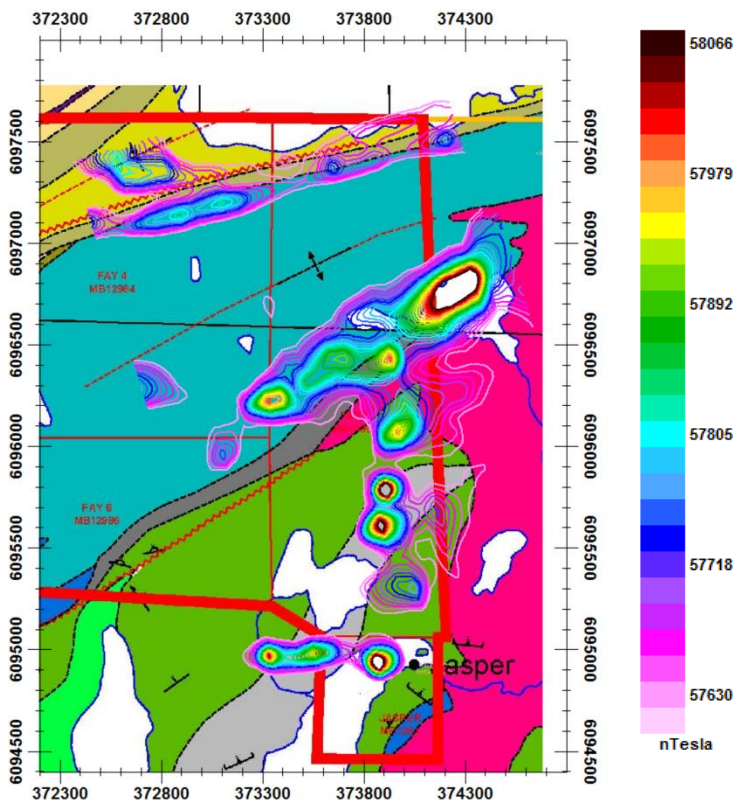 372300 372800 373300 373800 374300
58066
6097500 6097500
57979
6097000 6097000
FAY 4
MB12964
57892
6096500 6096500
57805
6096000 6096000
FAY 6
MB12986
57718
6095500 6095500
6095000 6095000
asper
57630
JASPER
nTesla
6094500 6094500
372300 372800 373300 373800 374300